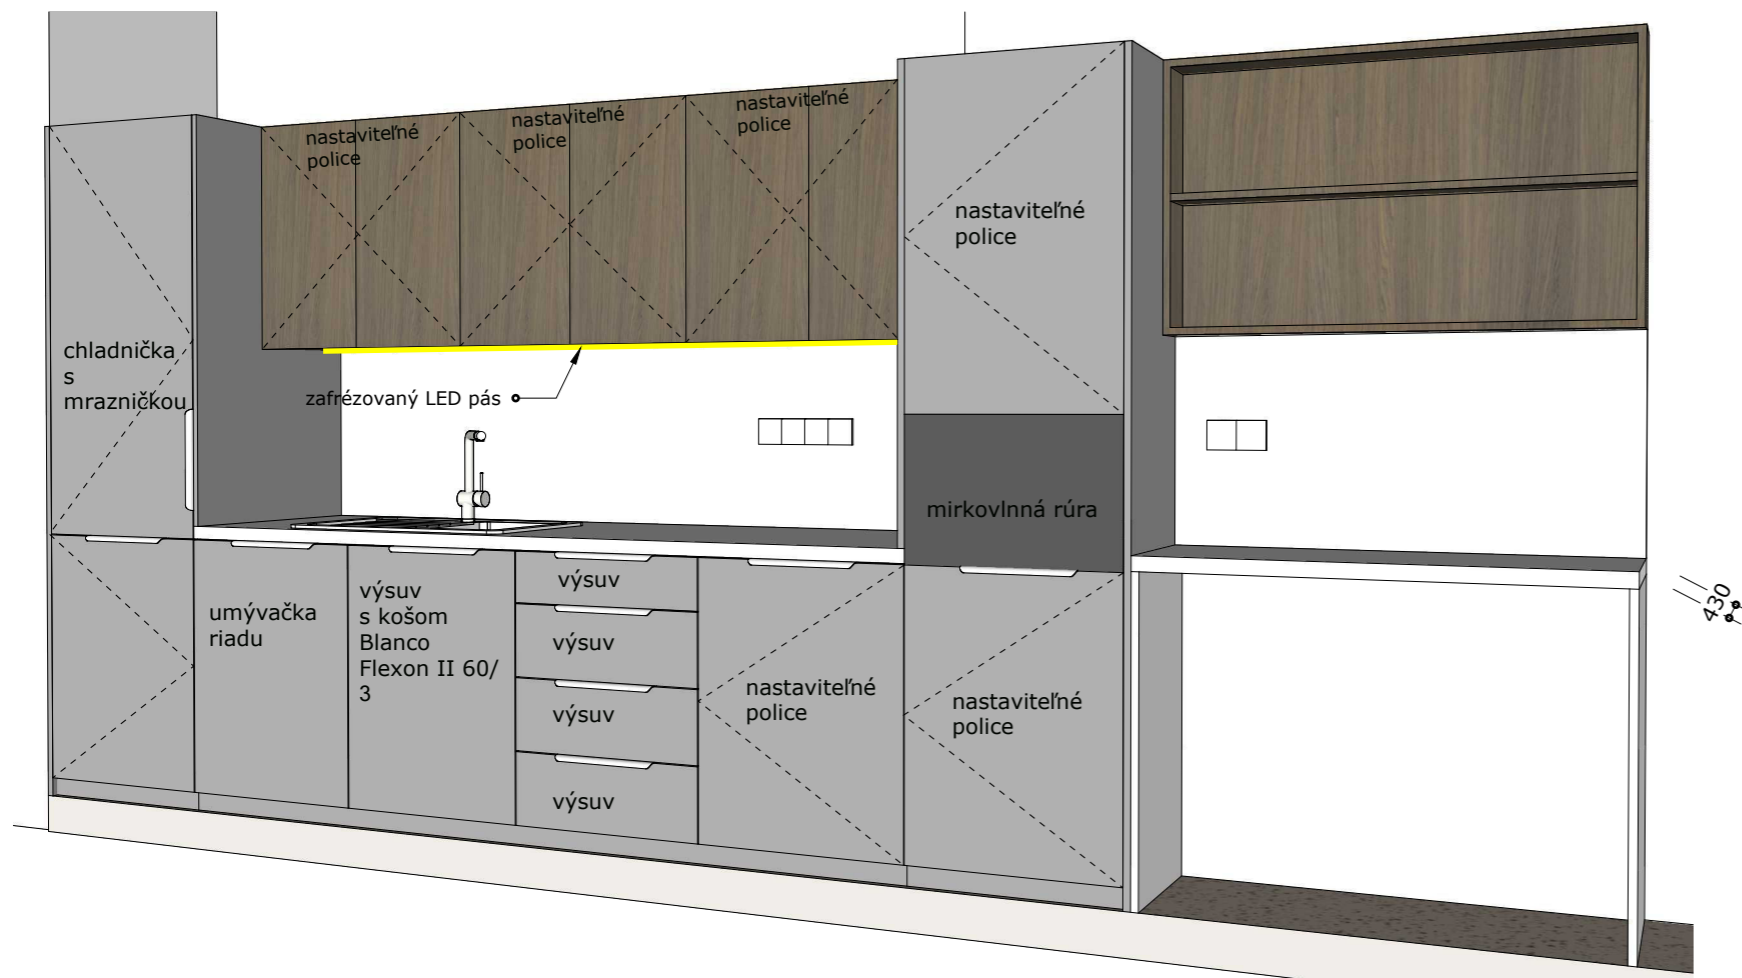 nastaviteľné
police
nastaviteľné
police
nastaviteľné
police
nastaviteľné
police
chladnička
s
mrazničkou
zafrézovaný LED pás
mirkovlnná rúra
umývačka
riadu
výsuv
s košom
Blanco
Flexon II 60/
3
výsuv
výsuv
výsuv
výsuv
nastaviteľné
police
nastaviteľné
police
430